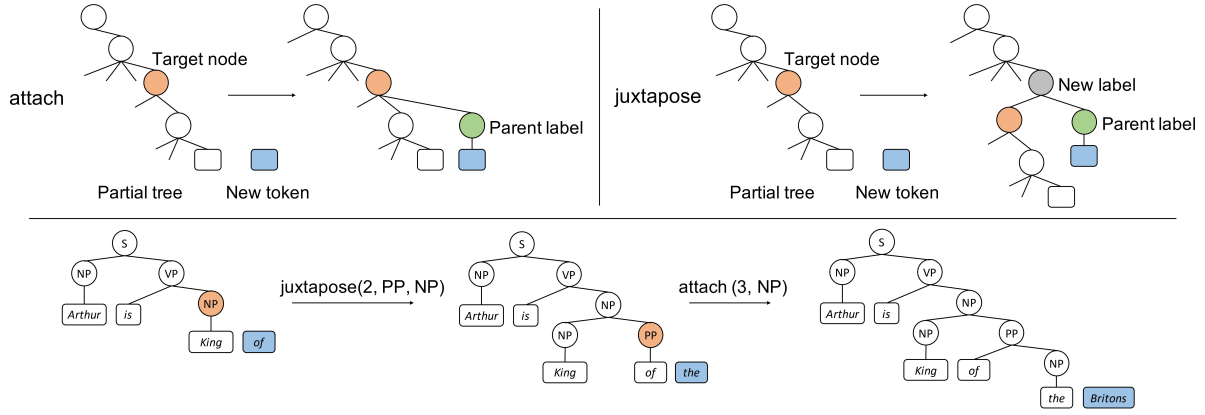 attach
Target node
Parent label
Partial tree
New token
juxtapose
Target node
New label
Parent label
Partial tree
New token
S
NP
VP
Arthur
is
NP
King
of
juxtapose(2, PP, NP)
S
NP
VP
Arthur
is
NP
NP
PP
King
of
the
attach (3, NP)
S
NP
VP
Arthur
is
NP
NP
PP
King
of
NP
the
Britons